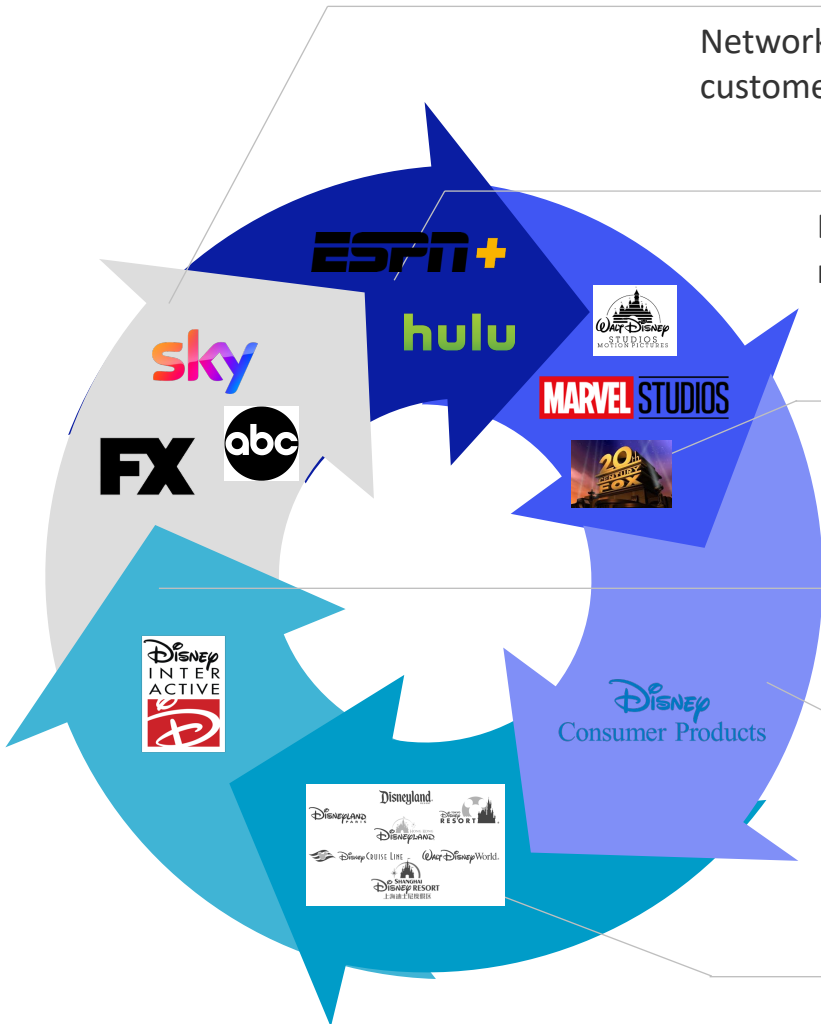 Network
custome
ESPN+
hulu
WALT DISNEY
STUDIOS
MOTION PICTURES
sky
MARVEL STUDIOS
abc
FX
20th
CENTURY
FOX
DISNEY
INTER
ACTIVE
D
DISNEY
Consumer Products
Disneyland
DISNEYLAND
PARIS
Disney
RESORT
DISNEYLAND
DISNEY CRUISE LINE
WALT DISNEY World.
SHANGHAI
DISNEY RESORT
上海迪士尼度假区